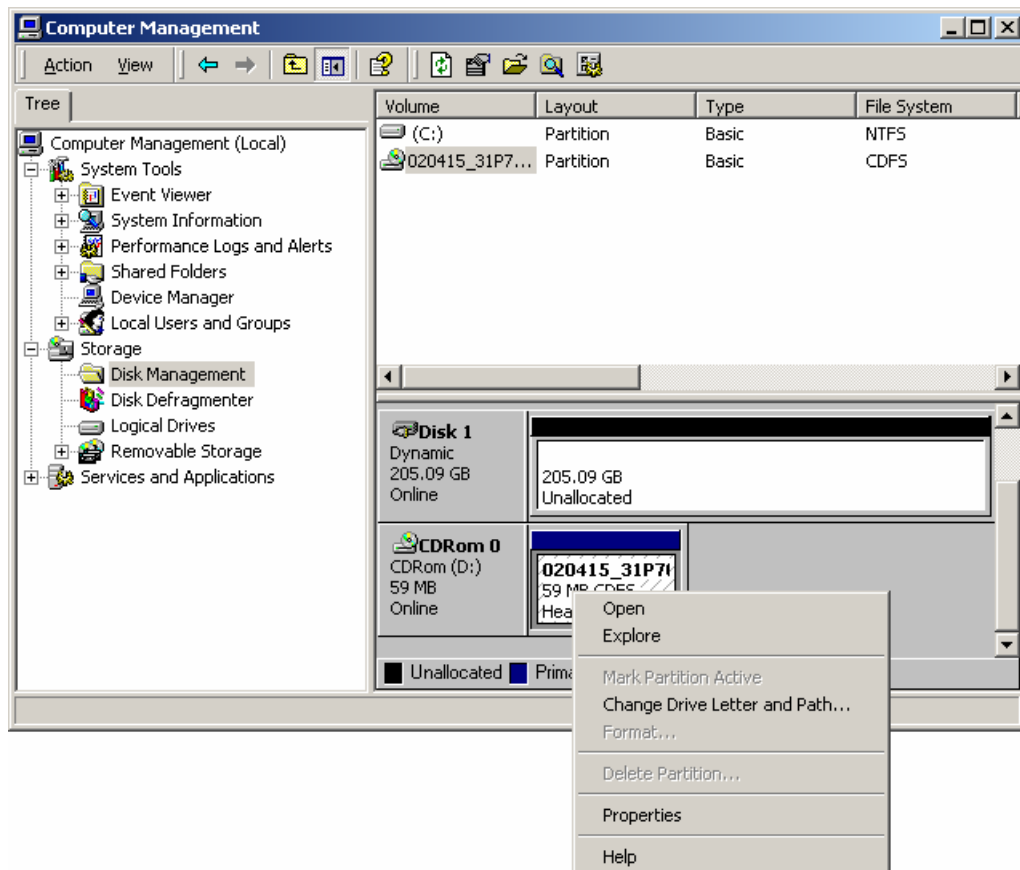 Computer Management
Action View
Tree
Volume Layout Type File System
Computer Management (Local)
System Tools
Event Viewer
System Information
Performance Logs and Alerts
Shared Folders
Device Manager
Local Users and Groups
Storage
Disk Management
Disk Defragmenter
Logical Drives
Removable Storage
Services and Applications
(C:) Partition Basic NTFS
020415_31P7... Partition Basic CDFS
Disk 1
Dynamic
205.09 GB
Online
205.09 GB
Unallocated
CDRom 0
CDRom (D:)
59 MB
Online
020415_31P7
59 MB CDFS
Hea
Unallocated Prima
Open
Explore
Mark Partition Active
Change Drive Letter and Path...
Format...
Delete Partition...
Properties
Help